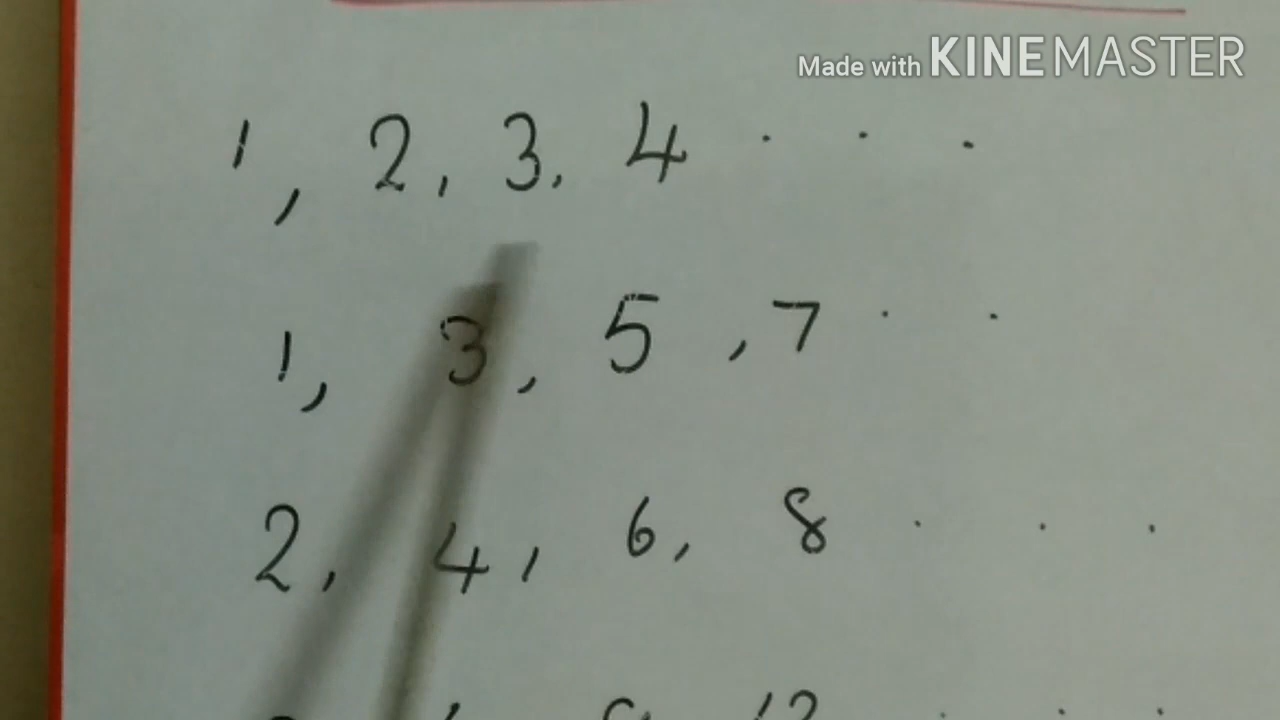 Made with KINEMASTER
1, 2, 3, 4 . . .
1, 3, 5, 7 . .
2, 4, 6, 8 . . .